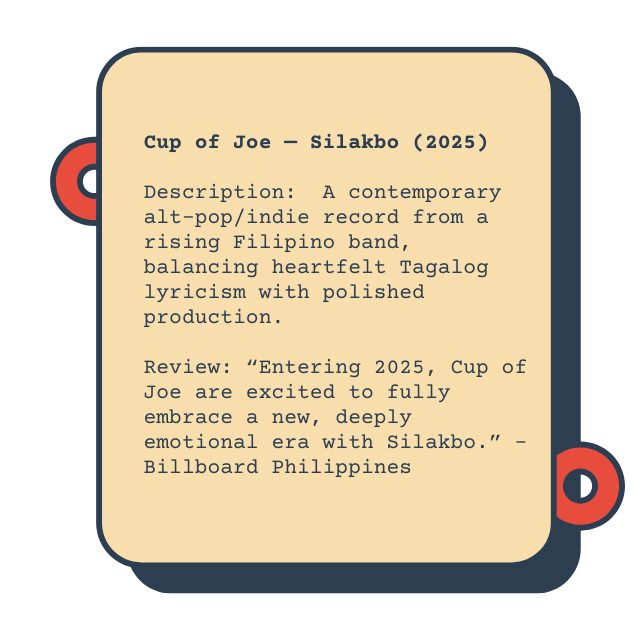 Cup of Joe — Silakbo (2025)
Description:  A contemporary
alt-pop/indie record from a
rising Filipino band,
balancing heartfelt Tagalog
lyricism with polished
production.
Review: “Entering 2025, Cup of
Joe are excited to fully
embrace a new, deeply
emotional era with Silakbo.” –
Billboard Philippines